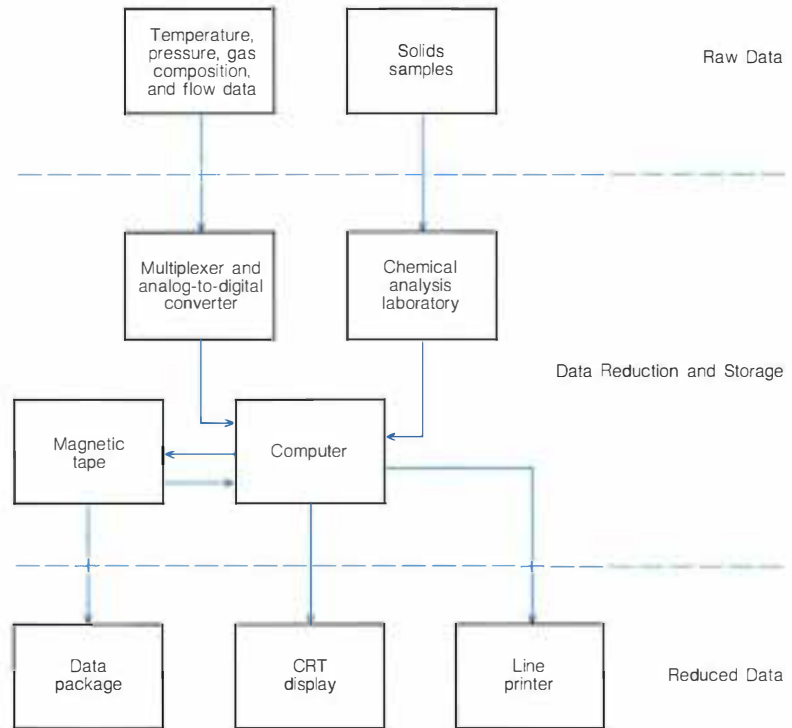 Temperature,
pressure, gas
composition,
and flow data
Solids
samples
Raw Data
Multiplexer and
analog-to-digital
converter
Chemical
analysis
laboratory
Data Reduction and Storage
Magnetic
tape
Computer
Data
package
CRT
display
Line
printer
Reduced Data